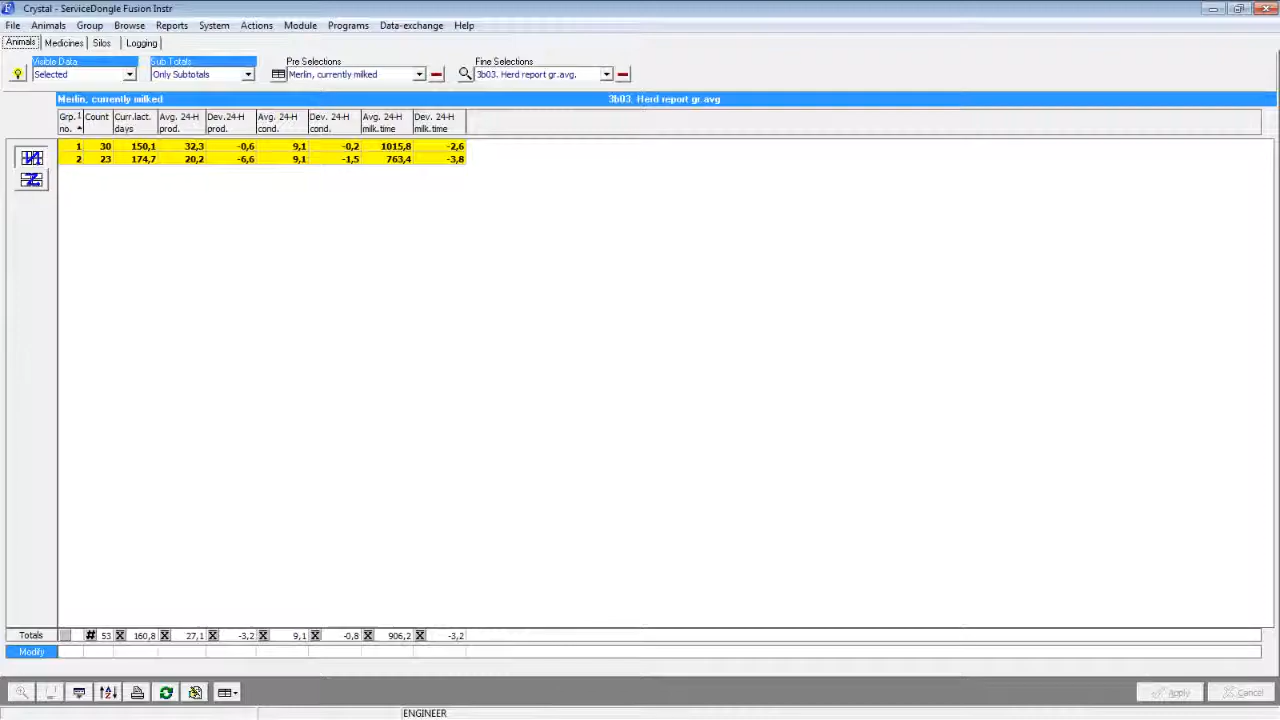 Crystal - ServiceDongle Fusion Instr
File Animals Group Browse Reports System Actions Module Programs Data-exchange Help
Animals Medicines Silos Logging
Visible Data Sub Totals Pre Selections Fine Selections
Selected Only Subtotals Merlin, currently milked 3b03. Herd report gr.avg.
Merlin, currently milked 3b03. Herd report gr.avg
Grp. 1 Count Curr.lact. Avg. 24-H Dev.24-H Avg. 24-H Dev. 24-H Avg. 24-H Dev. 24-H
no. days prod. prod. cond. cond. milk.time milk.time
1 30 150,1 32,3 -0,6 9,1 -0,2 1015,8 -2,6
2 23 174,7 20,2 -6,6 9,1 -1,5 763,4 -3,8
Totals # 53 160,8 27,1 -3,2 9,1 -0,8 906,2 -3,2
Modify
Apply Cancel
ENGINEER